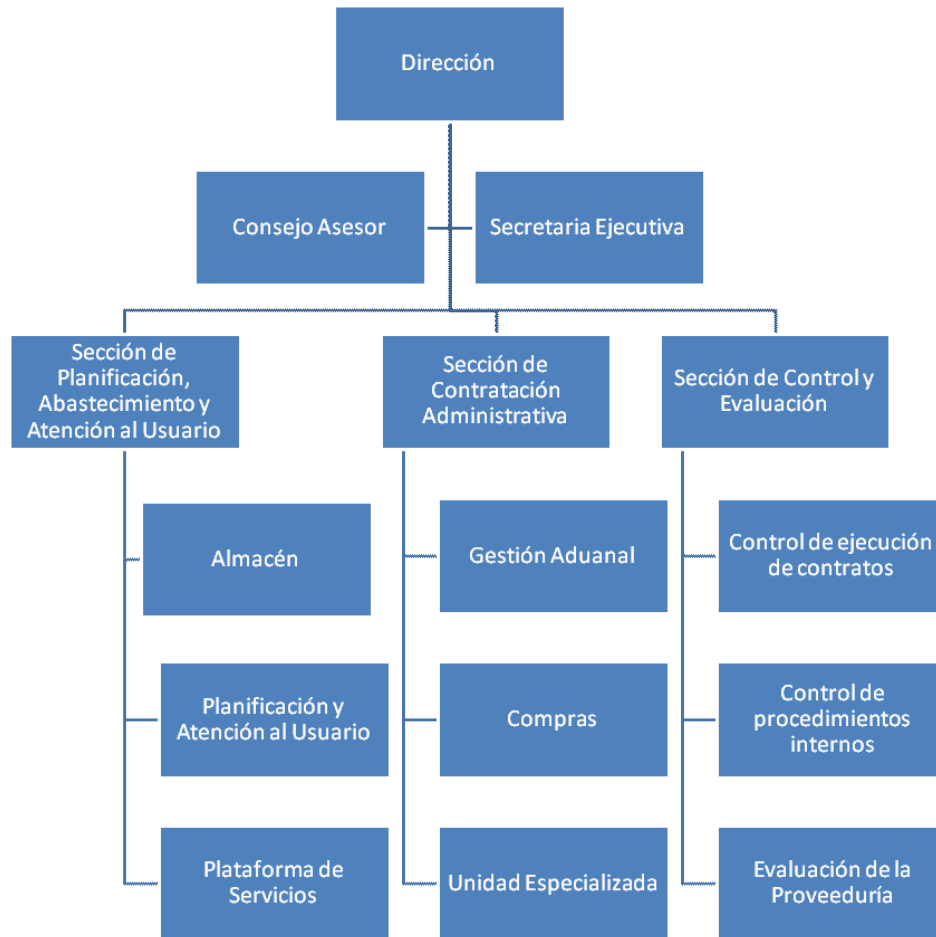 Dirección
Consejo Asesor
Secretaria Ejecutiva
Sección de
Planificación,
Abastecimiento y
Atención al Usuario
Sección de
Contratación
Administrativa
Sección de Control y
Evaluación
Almacén
Gestión Aduanal
Control de ejecución
de contratos
Planificación y
Atención al Usuario
Compras
Control de
procedimientos
internos
Plataforma de
Servicios
Unidad Especializada
Evaluación de la
Proveeduría